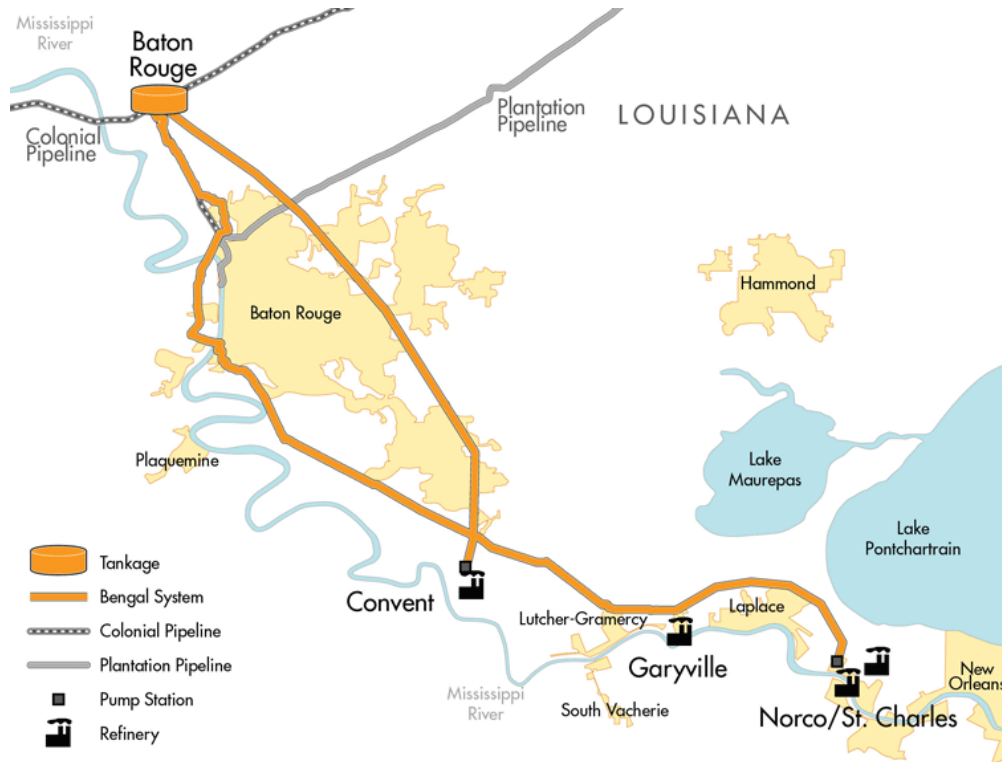 Mississippi
River
Baton
Rouge
Colonial
Pipeline
Plantation
Pipeline
LOUISIANA
Hammond
Baton Rouge
Plaquemine
Lake
Maurepas
Lake
Pontchartrain
Tankage
Bengal System
Colonial Pipeline
Plantation Pipeline
Pump Station
Refinery
Convent
Lutcher-Gramercy
Laplace
Garyville
Mississippi
River
South Vacherie
New
Orleans
Norco/St. Charles